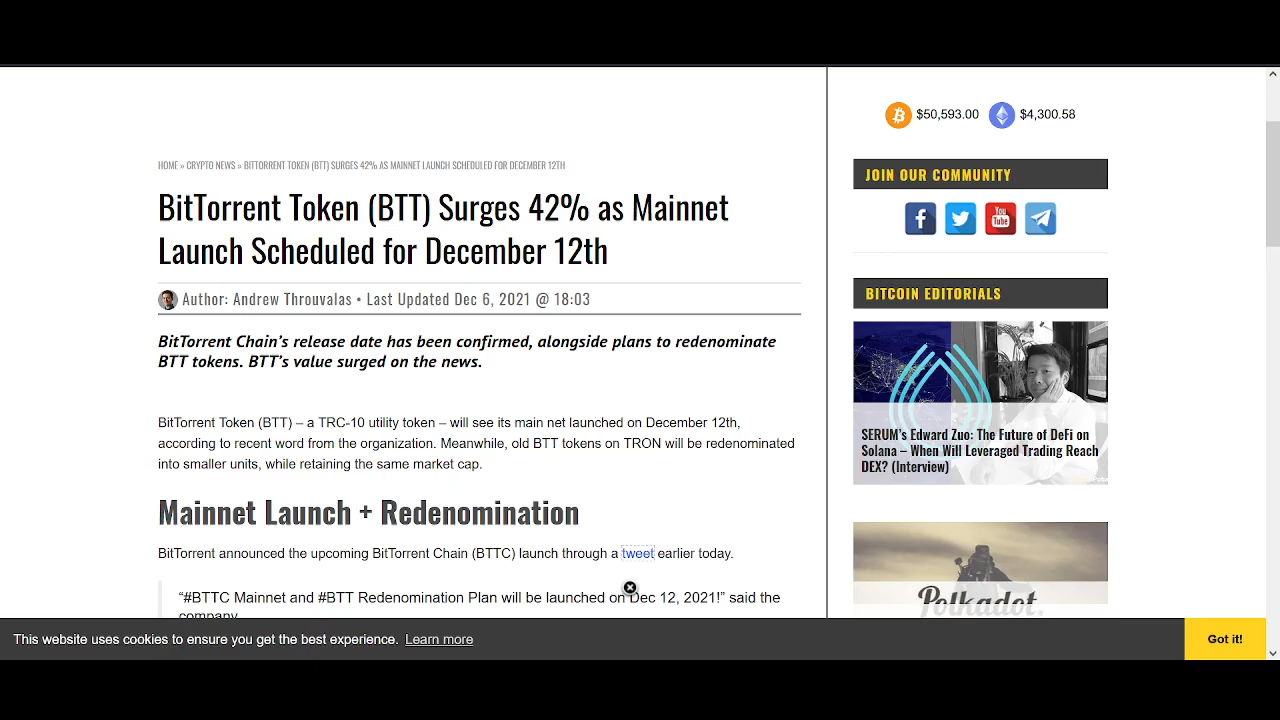 $50,593.00 $4,300.58
HOME » CRYPTO NEWS » BITTORRENT TOKEN (BTT) SURGES 42% AS MAINNET LAUNCH SCHEDULED FOR DECEMBER 12TH
BitTorrent Token (BTT) Surges 42% as Mainnet
Launch Scheduled for December 12th
Author: Andrew Throuvalas • Last Updated Dec 6, 2021 @ 18:03
BitTorrent Chain’s release date has been confirmed, alongside plans to redenominate
BTT tokens. BTT’s value surged on the news.
BitTorrent Token (BTT) – a TRC-10 utility token – will see its main net launched on December 12th,
according to recent word from the organization. Meanwhile, old BTT tokens on TRON will be redenominated
into smaller units, while retaining the same market cap.
Mainnet Launch + Redenomination
BitTorrent announced the upcoming BitTorrent Chain (BTTC) launch through a tweet earlier today.
“#BTTC Mainnet and #BTT Redenomination Plan will be launched on Dec 12, 2021!” said the
company
JOIN OUR COMMUNITY
You
Tube
BITCOIN EDITORIALS
SERUM’s Edward Zuo: The Future of DeFi on
Solana – When Will Leveraged Trading Reach
DEX? (Interview)
Polkadot.
This website uses cookies to ensure you get the best experience. Learn more
Got it!